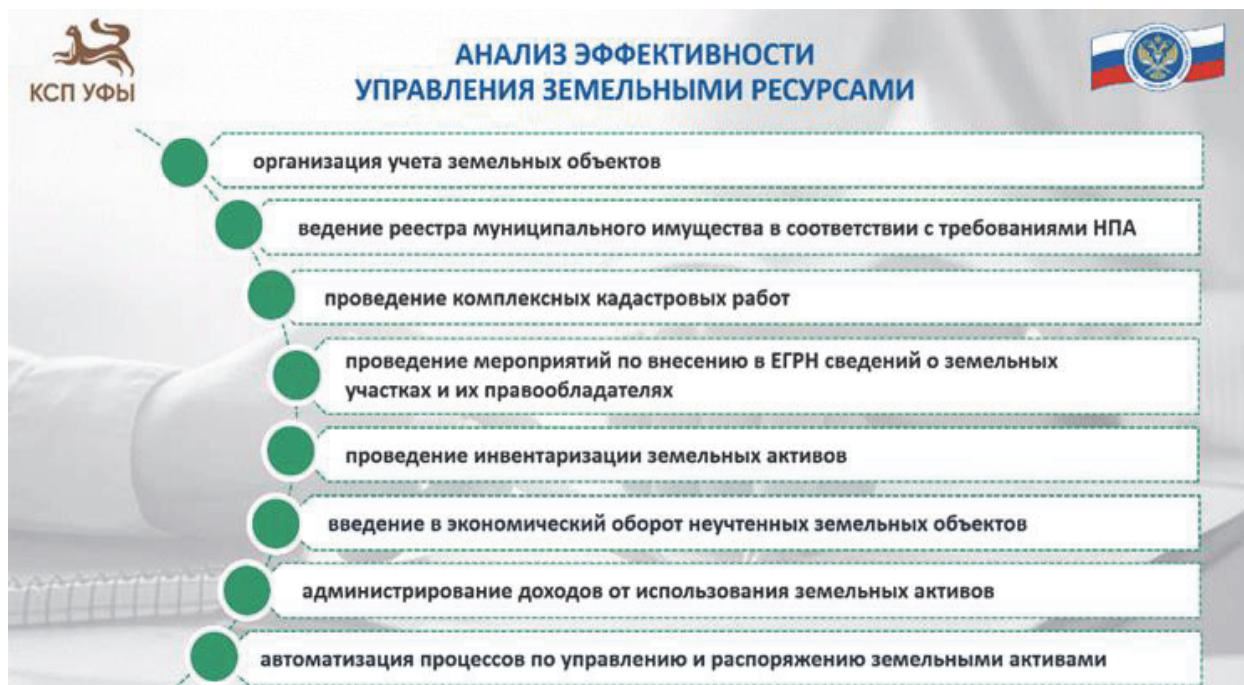 КСП УФЫ
АНАЛИЗ ЭФФЕКТИВНОСТИ
УПРАВЛЕНИЯ ЗЕМЕЛЬНЫМИ РЕСУРСАМИ
организация учета земельных объектов
ведение реестра муниципального имущества в соответствии с требованиями НПА
проведение комплексных кадастровых работ
проведение мероприятий по внесению в ЕГРН сведений о земельных
участках и их правообладателях
проведение инвентаризации земельных активов
введение в экономический оборот неучтенных земельных объектов
администрирование доходов от использования земельных активов
автоматизация процессов по управлению и распоряжению земельными активами